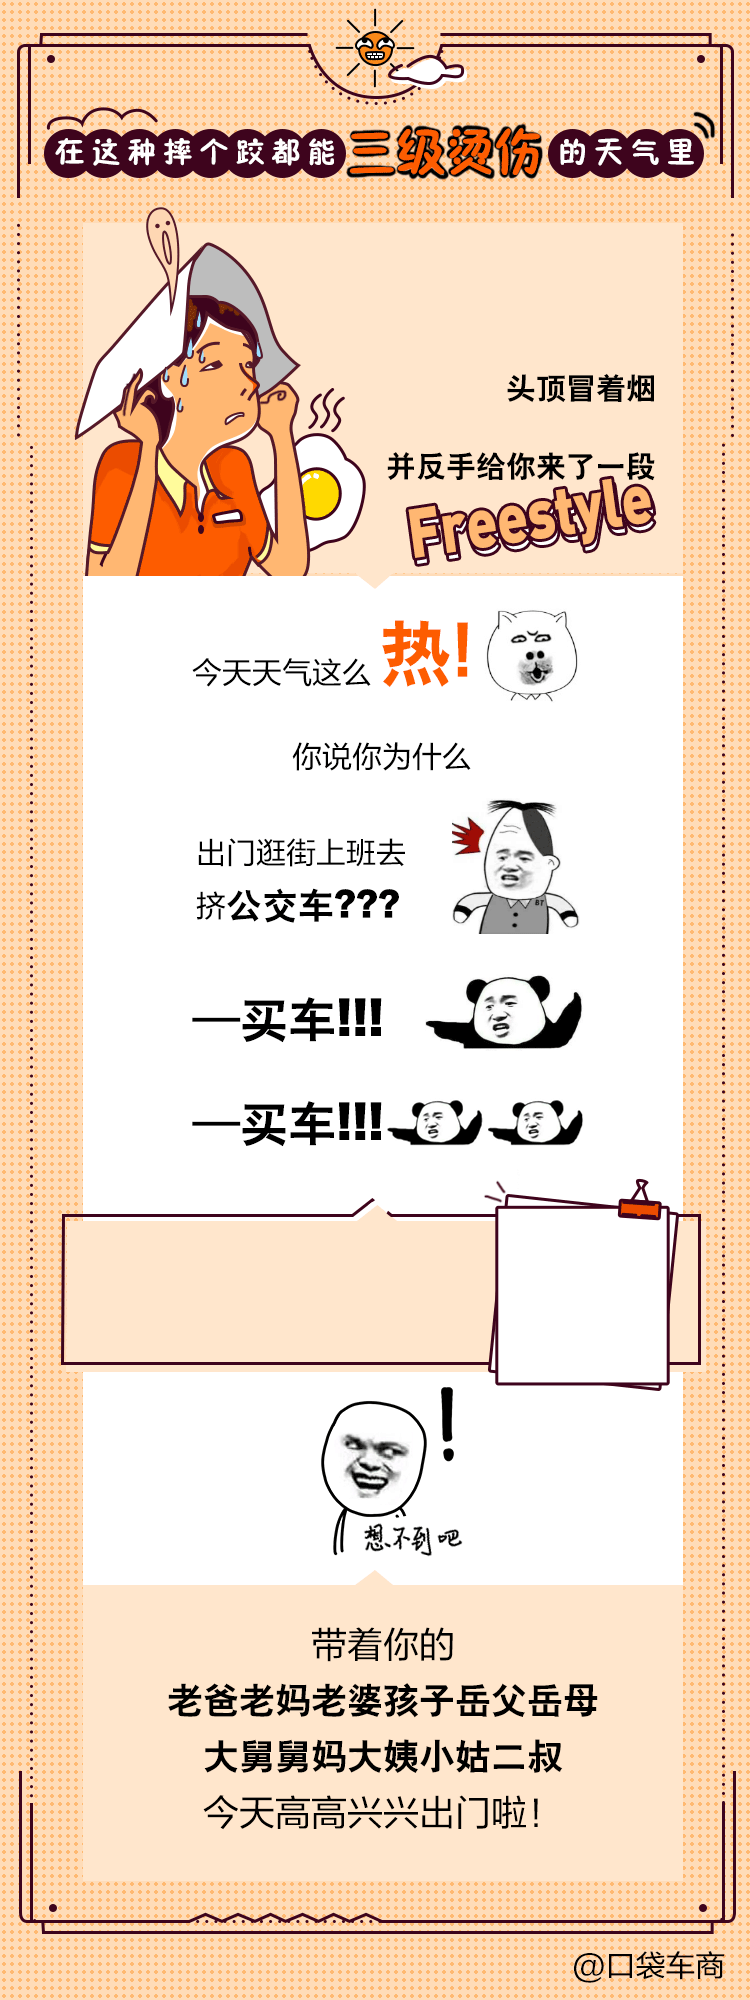 在这种摔个跤都能三级烫伤的天气里
头顶冒着烟
并反手给你来了一段
Freestyle
今天天气这么热!
你说你为什么
出门逛街上班去
挤公交车???
BT
—买车!!!
—买车!!!
!
想不到吧
带着你的
老爸老妈老婆孩子岳父岳母
大舅舅妈大姨小姑二叔
今天高高兴兴出门啦!
@口袋车商